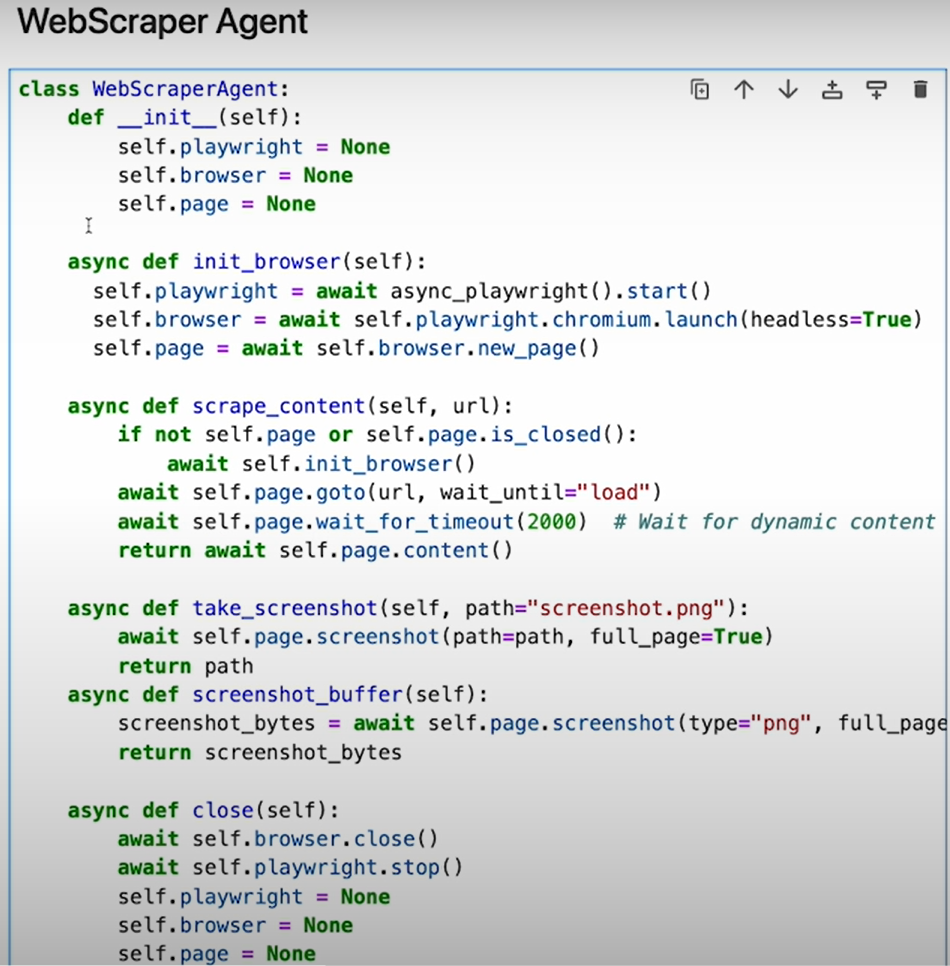 WebScraper Agent
class WebScraperAgent:
    def __init__(self):
        self.playwright = None
        self.browser = None
        self.page = None
    async def init_browser(self):
      self.playwright = await async_playwright().start()
      self.browser = await self.playwright.chromium.launch(headless=True)
      self.page = await self.browser.new_page()
    async def scrape_content(self, url):
        if not self.page or self.page.is_closed():
            await self.init_browser()
        await self.page.goto(url, wait_until="load")
        await self.page.wait_for_timeout(2000)  # Wait for dynamic content
        return await self.page.content()
    async def take_screenshot(self, path="screenshot.png"):
        await self.page.screenshot(path=path, full_page=True)
        return path
    async def screenshot_buffer(self):
        screenshot_bytes = await self.page.screenshot(type="png", full_page
        return screenshot_bytes
    async def close(self):
        await self.browser.close()
        await self.playwright.stop()
        self.playwright = None
        self.browser = None
        self.page = None